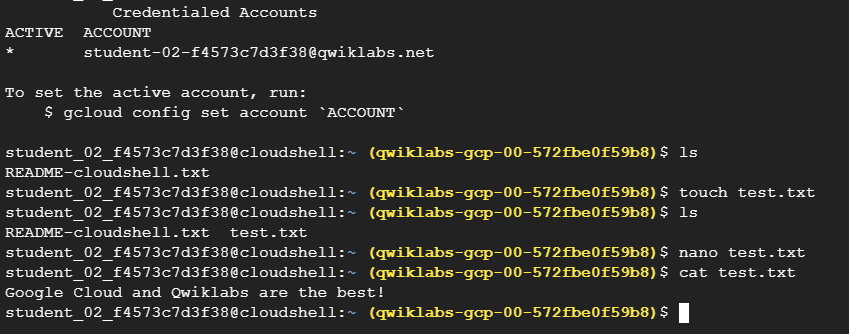 Credentialed Accounts
ACTIVE  ACCOUNT
*       student-02-f4573c7d3f38@qwiklabs.net
To set the active account, run:
    $ gcloud config set account `ACCOUNT`
student_02_f4573c7d3f38@cloudshell:~ (qwiklabs-gcp-00-572fbe0f59b8)$ ls
README-cloudshell.txt
student_02_f4573c7d3f38@cloudshell:~ (qwiklabs-gcp-00-572fbe0f59b8)$ touch test.txt
student_02_f4573c7d3f38@cloudshell:~ (qwiklabs-gcp-00-572fbe0f59b8)$ ls
README-cloudshell.txt  test.txt
student_02_f4573c7d3f38@cloudshell:~ (qwiklabs-gcp-00-572fbe0f59b8)$ nano test.txt
student_02_f4573c7d3f38@cloudshell:~ (qwiklabs-gcp-00-572fbe0f59b8)$ cat test.txt
Google Cloud and Qwiklabs are the best!
student_02_f4573c7d3f38@cloudshell:~ (qwiklabs-gcp-00-572fbe0f59b8)$